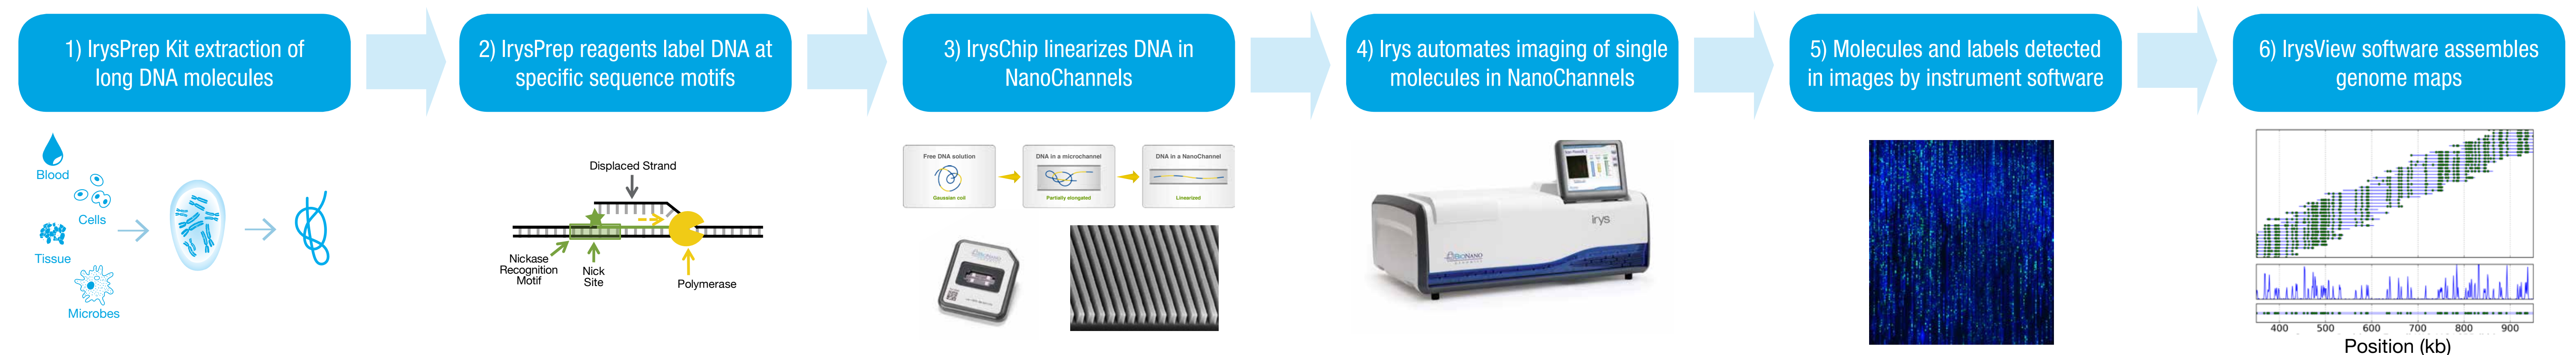 1) IrysPrep Kit extraction of
long DNA molecules
2) IrysPrep reagents label DNA at
specific sequence motifs
3) IrysChip linearizes DNA in
NanoChannels
4) Irys automates imaging of single
molecules in NanoChannels
5) Molecules and labels detected
in images by instrument software
6) IrysView software assembles
genome maps
Blood
Cells
Tissue
Microbes
Displaced Strand
Nickase
Recognition
Motif
Nick
Site
Polymerase
Free DNA solution
Gaussian coil
DNA in a microchannel
Partially elongated
DNA in a NanoChannel
Linearized
BIONANO
irys
BIONANO
GENOMICS
400 500 600 700 800 900
Position (kb)